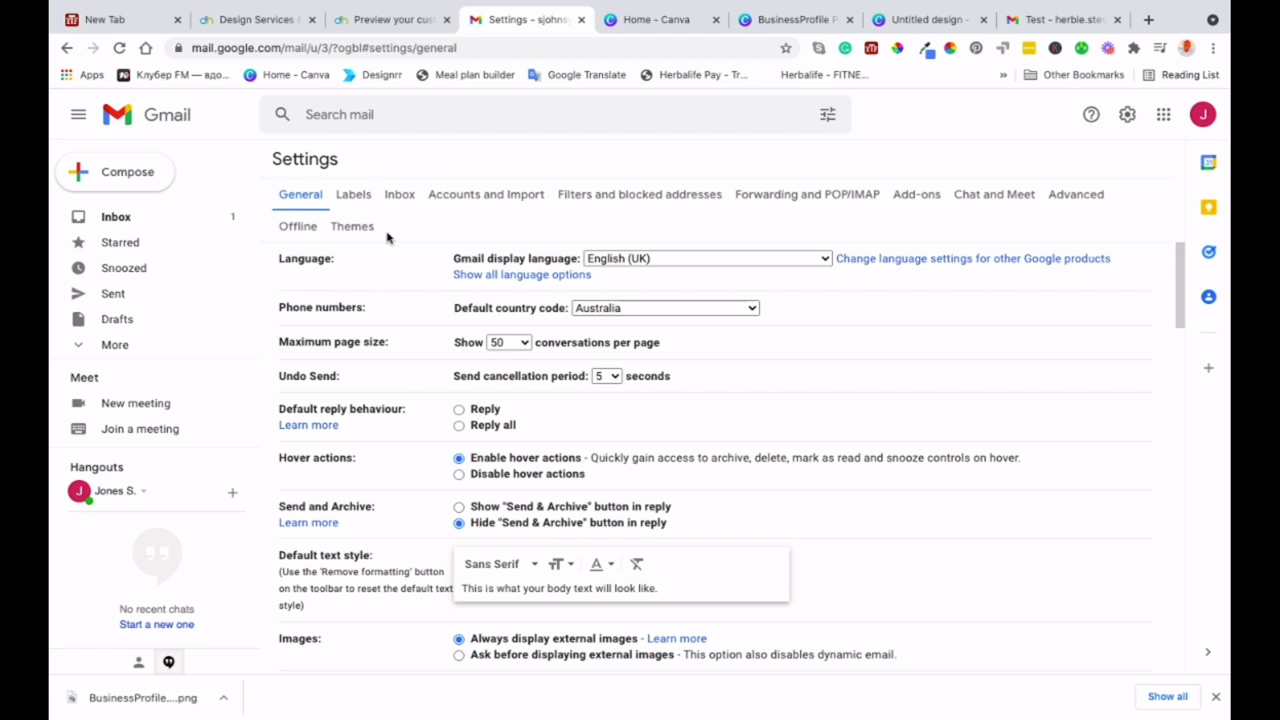 New Tab
Design Services &
Preview your cus
Settings - sjohns
Home - Canva
BusinessProfile P
Untitled design -
Test - herbie.ste
mail.google.com/mail/u/3/?ogbl#settings/general
Apps
Клубер FM — вдо...
Home - Canva
Designrr
Meal plan builder
Google Translate
Herbalife Pay - Tr...
Herbalife - FITNE...
»
Other Bookmarks
Reading List
Gmail
Search mail
J
Compose
Inbox 1
Starred
Snoozed
Sent
Drafts
More
Meet
New meeting
Join a meeting
Hangouts
J Jones S.
No recent chats
Start a new one
Settings
General Labels Inbox Accounts and Import Filters and blocked addresses Forwarding and POP/IMAP Add-ons Chat and Meet Advanced
Offline Themes
Language: Gmail display language: English (UK) Change language settings for other Google products
Show all language options
Phone numbers: Default country code: Australia
Maximum page size: Show 50 conversations per page
Undo Send: Send cancellation period: 5 seconds
Default reply behaviour: Reply
Learn more Reply all
Hover actions: Enable hover actions - Quickly gain access to archive, delete, mark as read and snooze controls on hover.
Disable hover actions
Send and Archive: Show "Send & Archive" button in reply
Learn more Hide "Send & Archive" button in reply
Default text style: Sans Serif
(Use the 'Remove formatting' button
on the toolbar to reset the default text
style)
This is what your body text will look like.
Images: Always display external images - Learn more
Ask before displaying external images - This option also disables dynamic email.
BusinessProfile....png
Show all